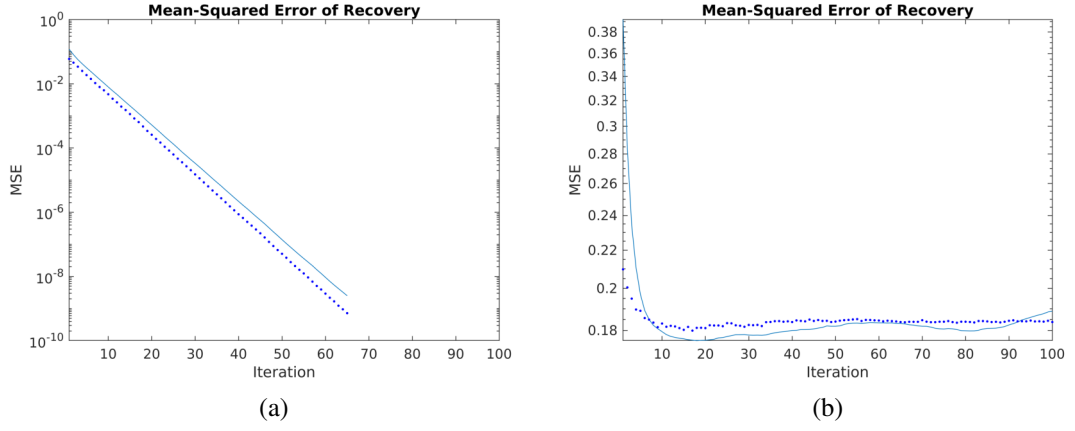 Mean-Squared Error of Recovery
10^0
10^-2
10^-4
10^-6
10^-8
10^-10
MSE
10 20 30 40 50 60 70 80 90 100
Iteration
(a)
Mean-Squared Error of Recovery
0.38
0.36
0.34
0.32
0.3
0.28
0.26
0.24
0.22
0.2
0.18
MSE
10 20 30 40 50 60 70 80 90 100
Iteration
(b)